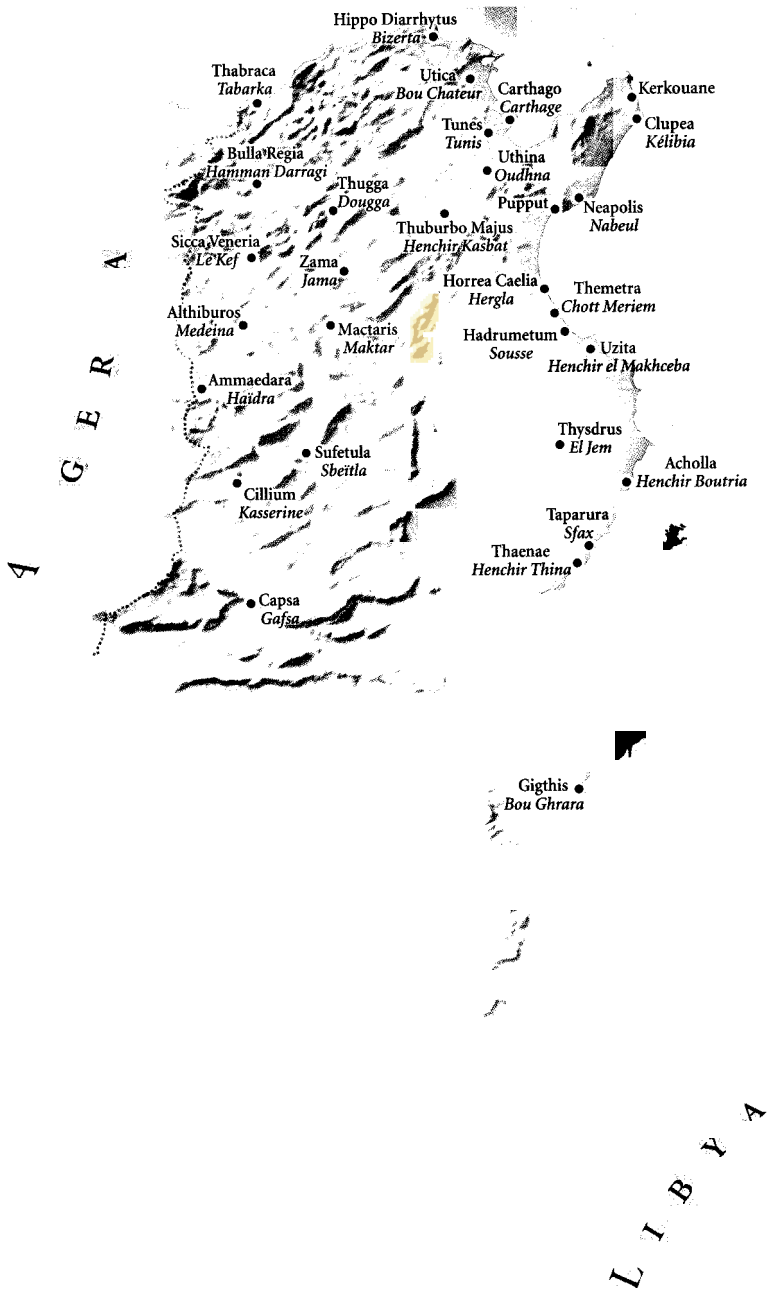 Hippo Diarrhytus
Bizerta
Thabraca
Tabarka
Utica
Bou Chateur
Carthago
Carthage
Kerkouane
Tunes
Tunis
Clupea
Kélibia
Bulla Regia
Hamman Darragi
Uthina
Oudhna
Thugga
Dougga
Pupput
Neapolis
Nabeul
Thuburbo Majus
Henchir Kasbat
Sicca Veneria
Le Kef
Zama
Jama
Horrea Caelia
Hergla
Themetra
Chott Meriem
Althiburos
Medeina
Mactaris
Maktar
Hadrumetum
Sousse
Uzita
Henchir el Makhceba
Ammaedara
Haïdra
Thysdrus
El Jem
Sufetula
Sbeïtla
Acholla
Henchir Boutria
Cillium
Kasserine
Taparura
Sfax
Thaenae
Henchir Thina
Capsa
Gafsa
Gigthis
Bou Ghrara
A GER A
LIBYA